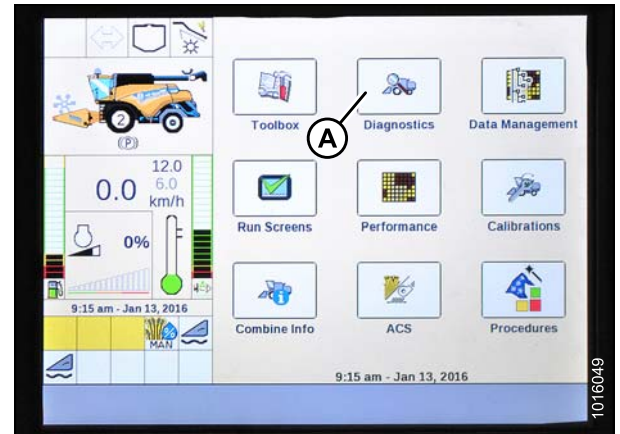 2
(P)
12.0
0.0
6.0
km/h
0%
9:15 am - Jan 13, 2016
MAN
Toolbox
Diagnostics
Data Management
A
Run Screens
Performance
Calibrations
Combine Info
ACS
Procedures
9:15 am - Jan 13, 2016
1016049